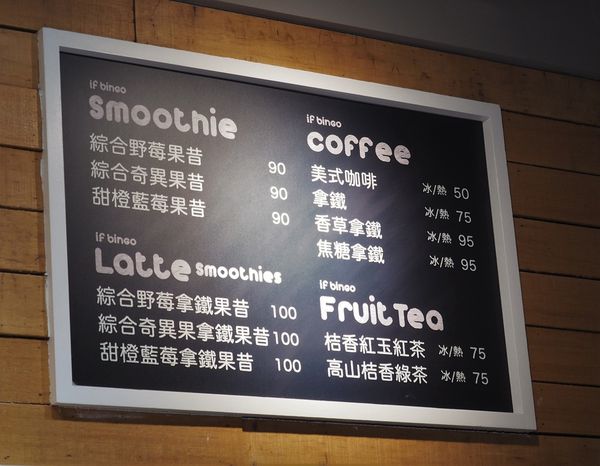 if bingo
smoothie
綜合野莓果昔 90
綜合奇異果昔 90
甜橙藍莓果昔 90
if bingo
Latte smoothies
綜合野莓拿鐵果昔 100
綜合奇異果拿鐵果昔 100
甜橙藍莓拿鐵果昔 100
if bingo
coffee
美式咖啡 冰/熱 50
拿鐵 冰/熱 75
香草拿鐵 冰/熱 95
焦糖拿鐵 冰/熱 95
if bingo
Fruit Tea
桔香紅玉紅茶 冰/熱 75
高山桔香綠茶 冰/熱 75